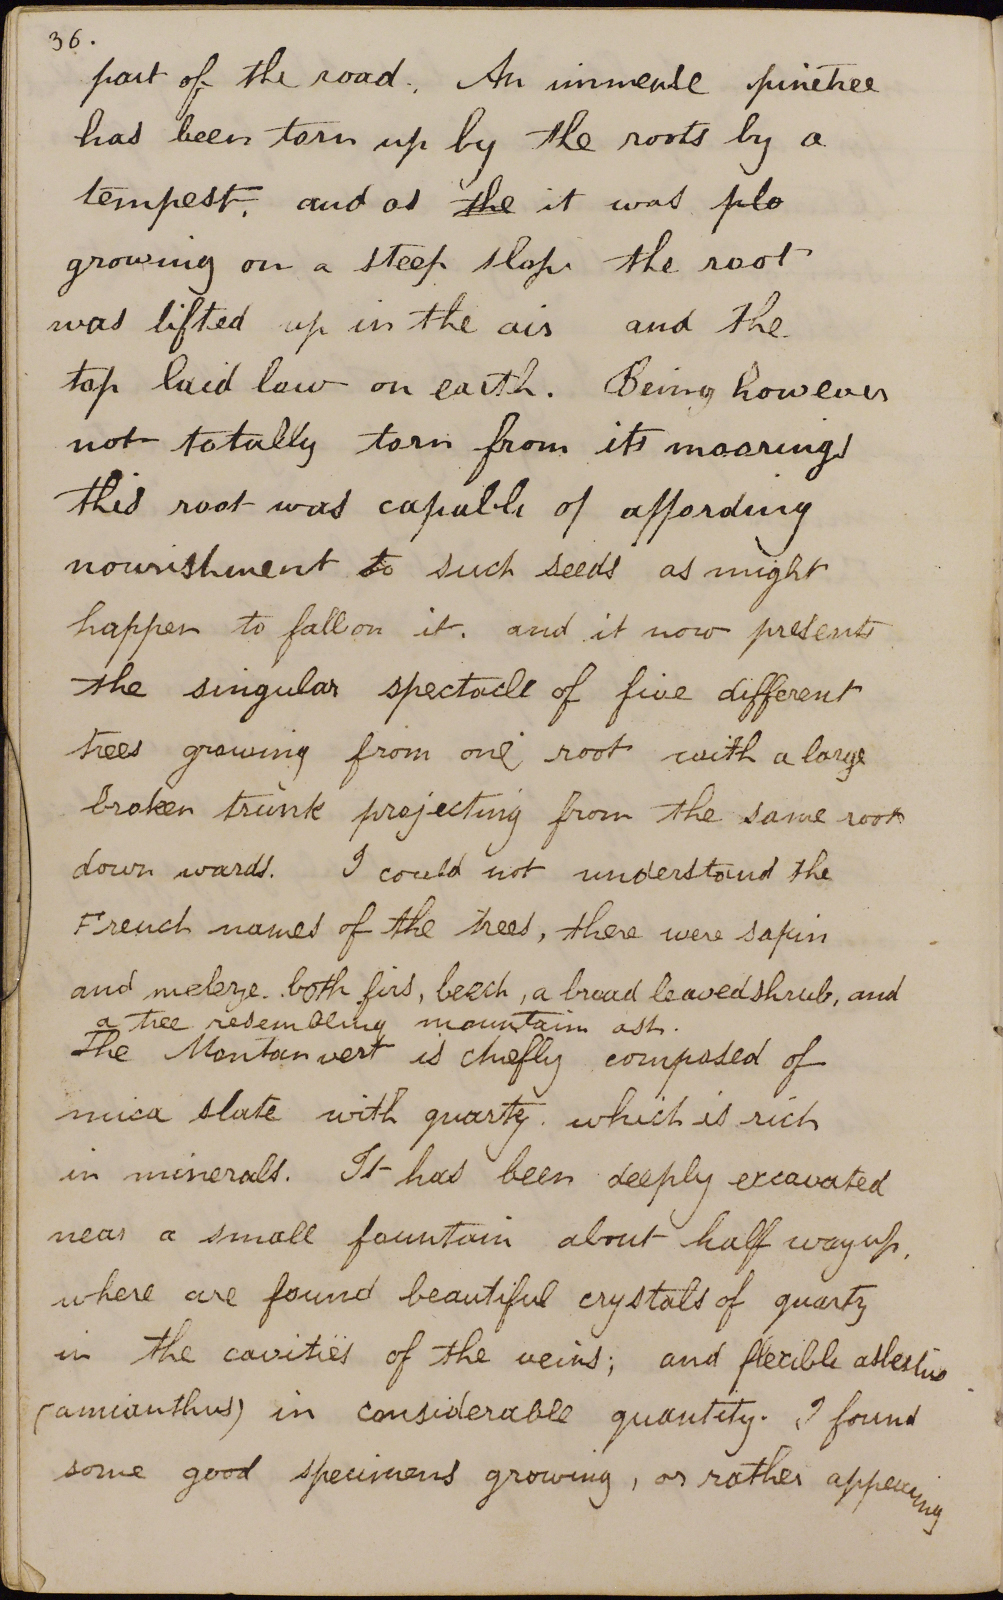 36.
part of the road. An immense pinetree
has been torn up by the roots by a
tempest, and as the it was plo
growing on a steep slop the root
was lifted up in the air and the
top laid low on earth. Being however
not totally torn from its moorings
this root was capable of affording
nourishment to such seeds as might
happen to fall on it. and it now presents
the singular spectacle of five different
trees growing from one root with a large
broken trunk projecting from the same root
down wards. I could not understand the
French names of the trees, there were sapin
and meleze. both firs, beech, a broad leaved shrub, and
a tree resembling mountain ash.
The Montanvert is chiefly composed of
mica slate with quartz. which is rich
in minerals. It has been deeply excavated
near a small fountain about half way up,
where are found beautiful crystals of quartz
in the cavities of the veins; and flexible asbestus
(amianthus) in considerable quantity. I found
some good specimens growing, or rather appearing